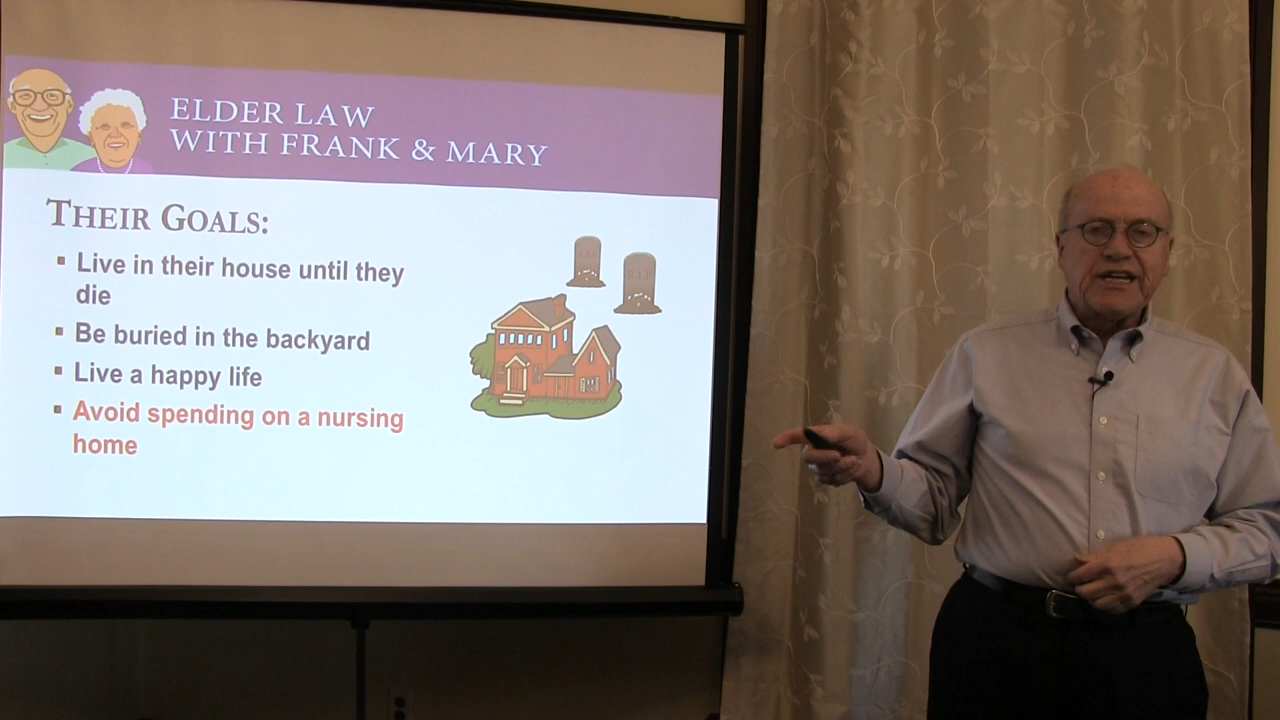 ELDER LAW
WITH FRANK & MARY
THEIR GOALS:
Live in their house until they
die
Be buried in the backyard
Live a happy life
Avoid spending on a nursing
home
R.I.P
R.I.P